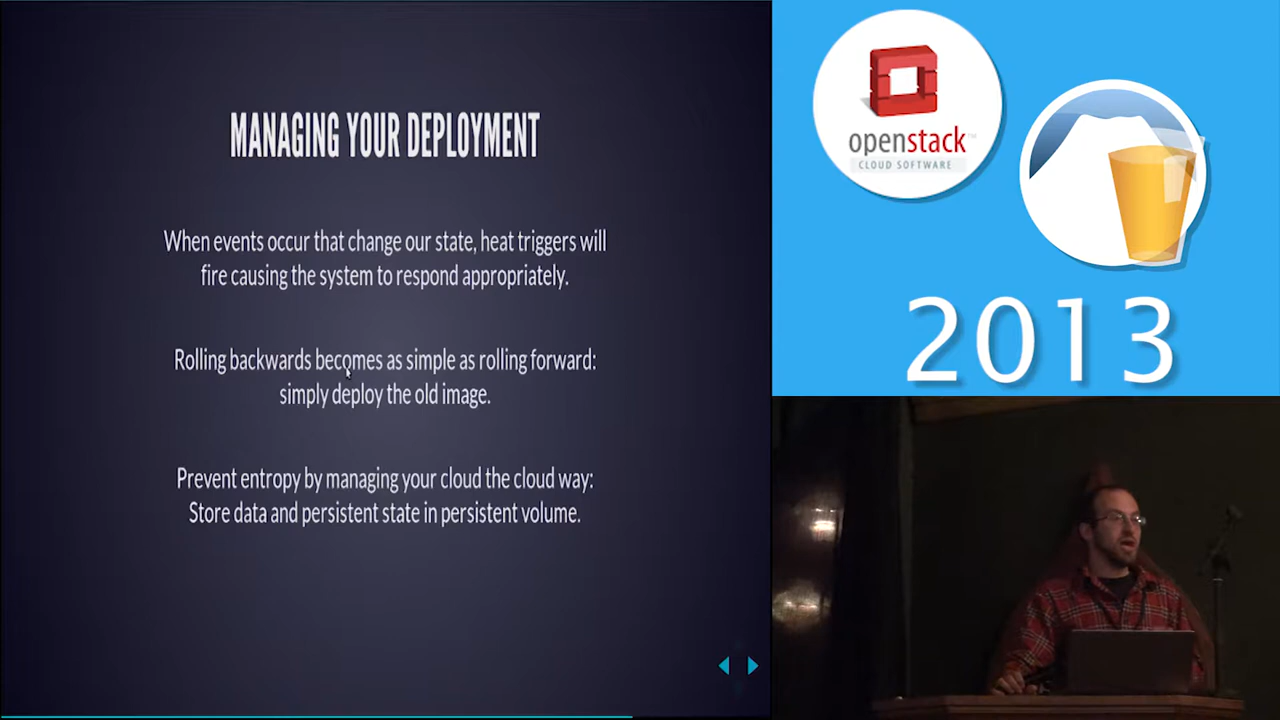 MANAGING YOUR DEPLOYMENT
When events occur that change our state, heat triggers will
fire causing the system to respond appropriately.
Rolling backwards becomes as simple as rolling forward:
simply deploy the old image.
Prevent entropy by managing your cloud the cloud way:
Store data and persistent state in persistent volume.
openstack™
CLOUD SOFTWARE
2013